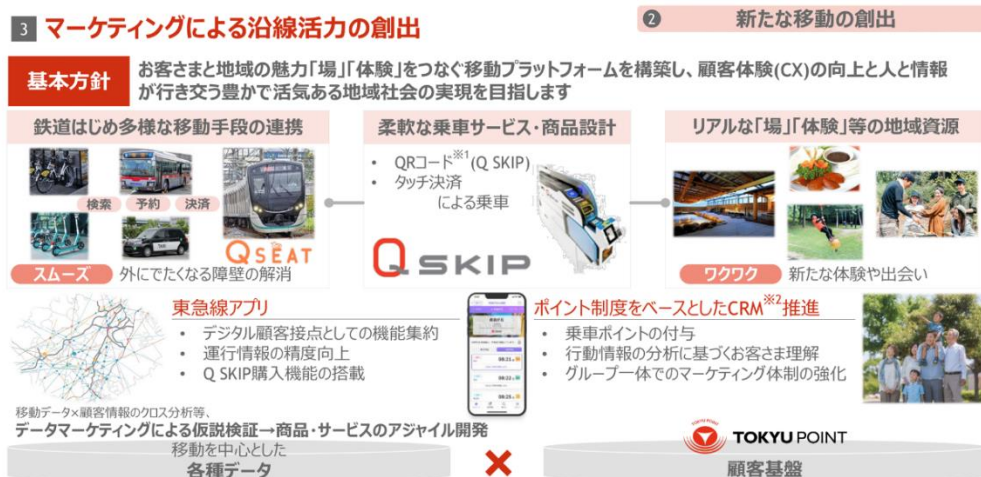 3 マーケティングによる沿線活力の創出
❷ 新たな移動の創出
基本方針
お客さまと地域の魅力「場」「体験」をつなぐ移動プラットフォームを構築し、顧客体験(CX)の向上と人と情報
が行き交う豊かで活気ある地域社会の実現を目指します
鉄道はじめ多様な移動手段の連携
検索 予約 決済
Q SEAT
スムーズ 外にでたくなる障壁の解消
柔軟な乗車サービス・商品設計
• QRコード※1(Q SKIP)
• タッチ決済
による乗車
Q SKIP
リアルな「場」「体験」等の地域資源
ワクワク 新たな体験や出会い
東急線アプリ
• デジタル顧客接点としての機能集約
• 運行情報の精度向上
• Q SKIP購入機能の搭載
ポイント制度をベースとしたCRM※2推進
• 乗車ポイントの付与
• 行動情報の分析に基づくお客さま理解
• グループ一体でのマーケティング体制の強化
移動データ×顧客情報のクロス分析等、
データマーケティングによる仮説検証→商品・サービスのアジャイル開発
移動を中心とした
各種データ
×
TOKYU POINT
顧客基盤